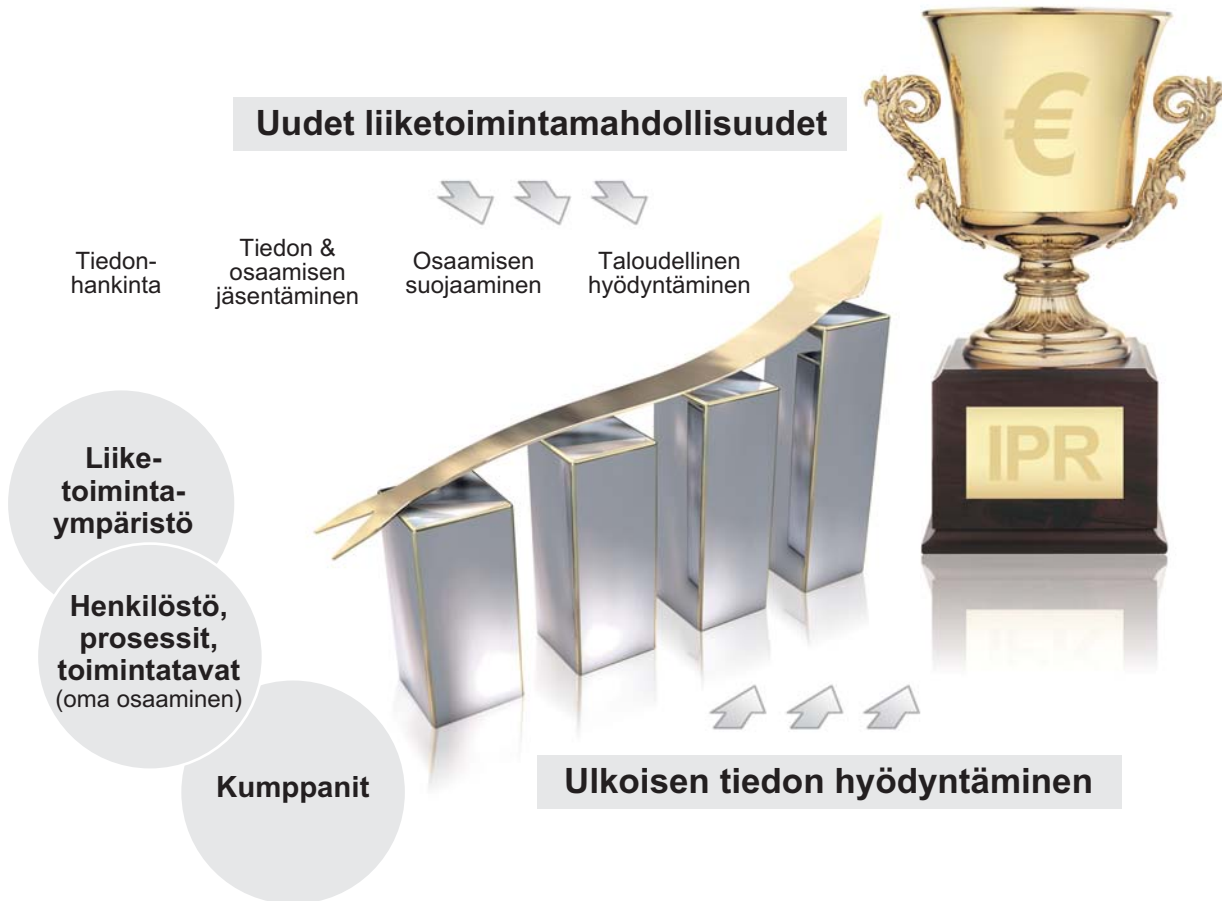 Uudet liiketoimintamahdollisuudet
€
Tiedon-
hankinta
Tiedon &
osaamisen
jäsentäminen
Osaamisen
suojaaminen
Taloudellinen
hyödyntäminen
IPR
Liike-
toiminta-
ympäristö
Henkilöstö,
prosessit,
toimintatavat
(oma osaaminen)
Kumppanit
Ulkoisen tiedon hyödyntäminen